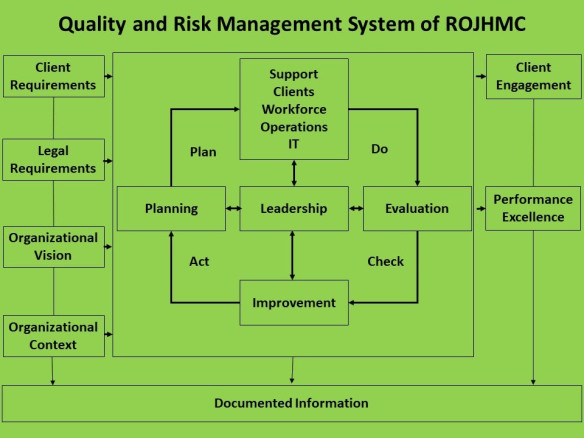 Quality and Risk Management System of ROJHMC
Client
Requirements
Legal
Requirements
Organizational
Vision
Organizational
Context
Support
Clients
Workforce
Operations
IT
Plan
Do
Planning
Leadership
Evaluation
Act
Check
Improvement
Client
Engagement
Performance
Excellence
Documented Information